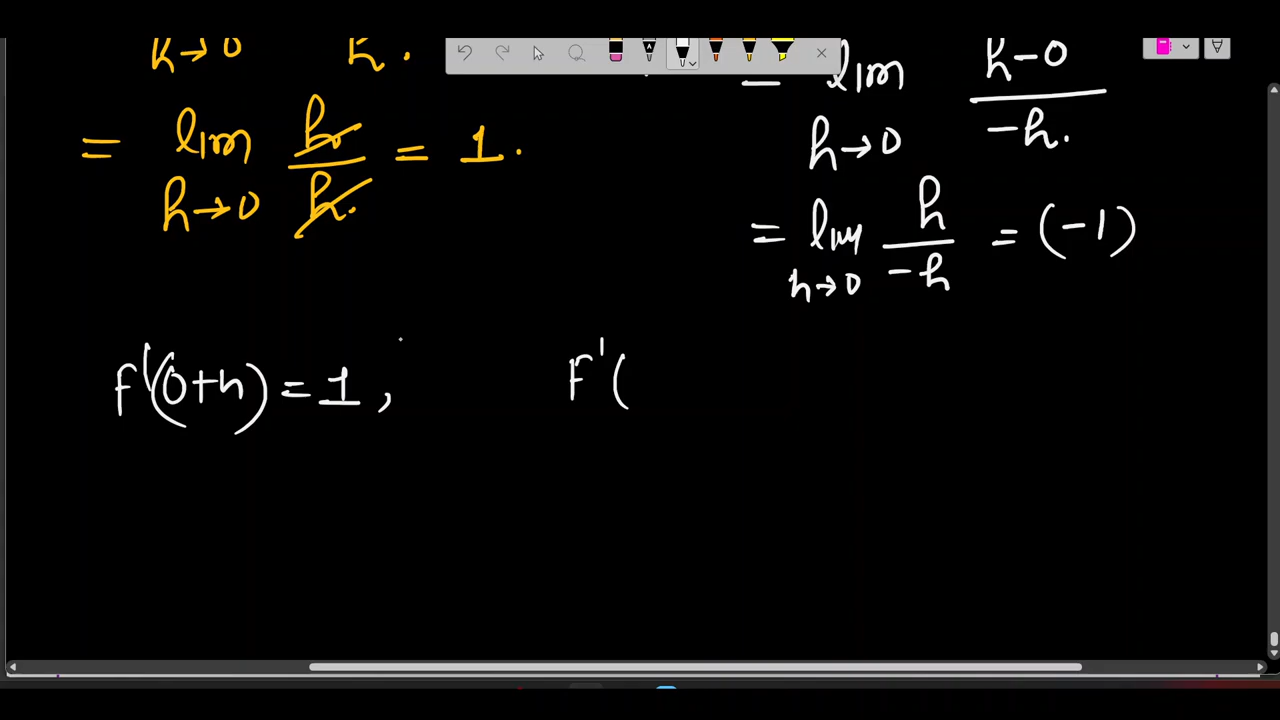 h→0 h.
= lim h/h = 1.
h→0
= lim h-0/-h.
h→0
= lim h/-h = (-1)
h→0
F'(0+h) = 1, F'(